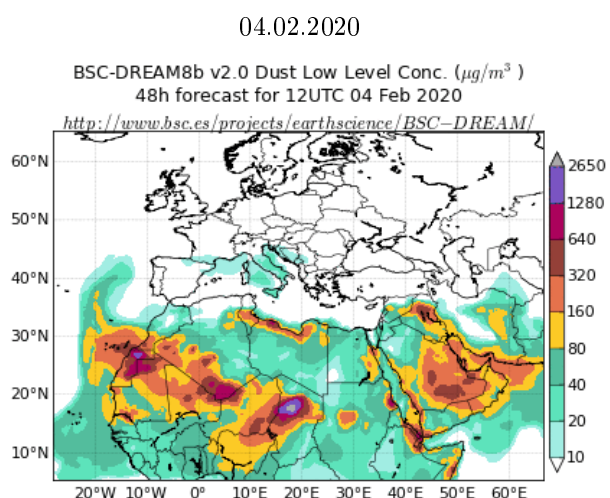 04.02.2020
BSC-DREAM8b v2.0 Dust Low Level Conc. (μg/m³ )
48h forecast for 12UTC 04 Feb 2020
http://www.bsc.es/projects/earthscience/BSC−DREAM/
60°N
50°N
40°N
30°N
20°N
10°N
20°W 10°W 0° 10°E 20°E 30°E 40°E 50°E 60°E
2650
1280
640
320
160
80
40
20
10